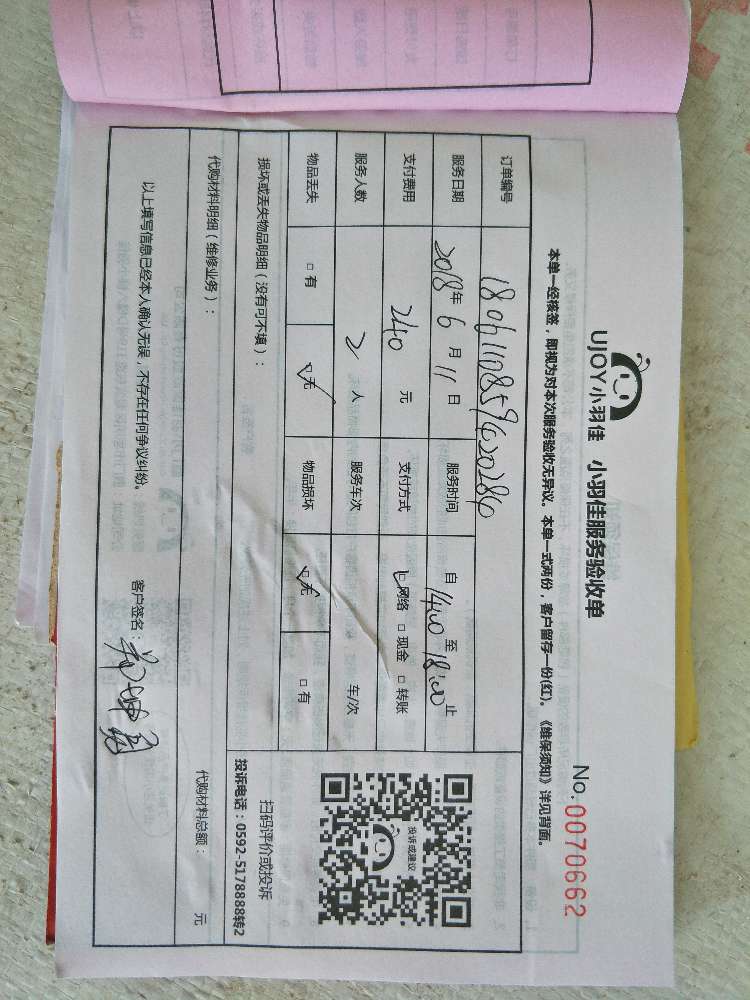 UJOY小羽佳 小羽佳服务验收单
No.0070662
本单一经核签，即视为对本次服务验收无异议。本单一式两份，客户留存一份(红)。《维保须知》详见背面。
订单编号 1806110859420286
服务日期 2018年6月11日 服务时间 自14:00至18:00止
支付费用 240元 支付方式 网络 现金 转账
服务人数 2人 服务车次 车/次
物品丢失 有 无 物品损坏 无 有
损坏或丢失物品明细（没有可不填）：
投诉或建议
扫码评价或投诉
投诉电话：0592-5178888转2
代购材料明细（维修业务）：
代购材料总额： 元
以上填写信息已经本人确认无误，不存在任何争议纠纷。
客户签名：